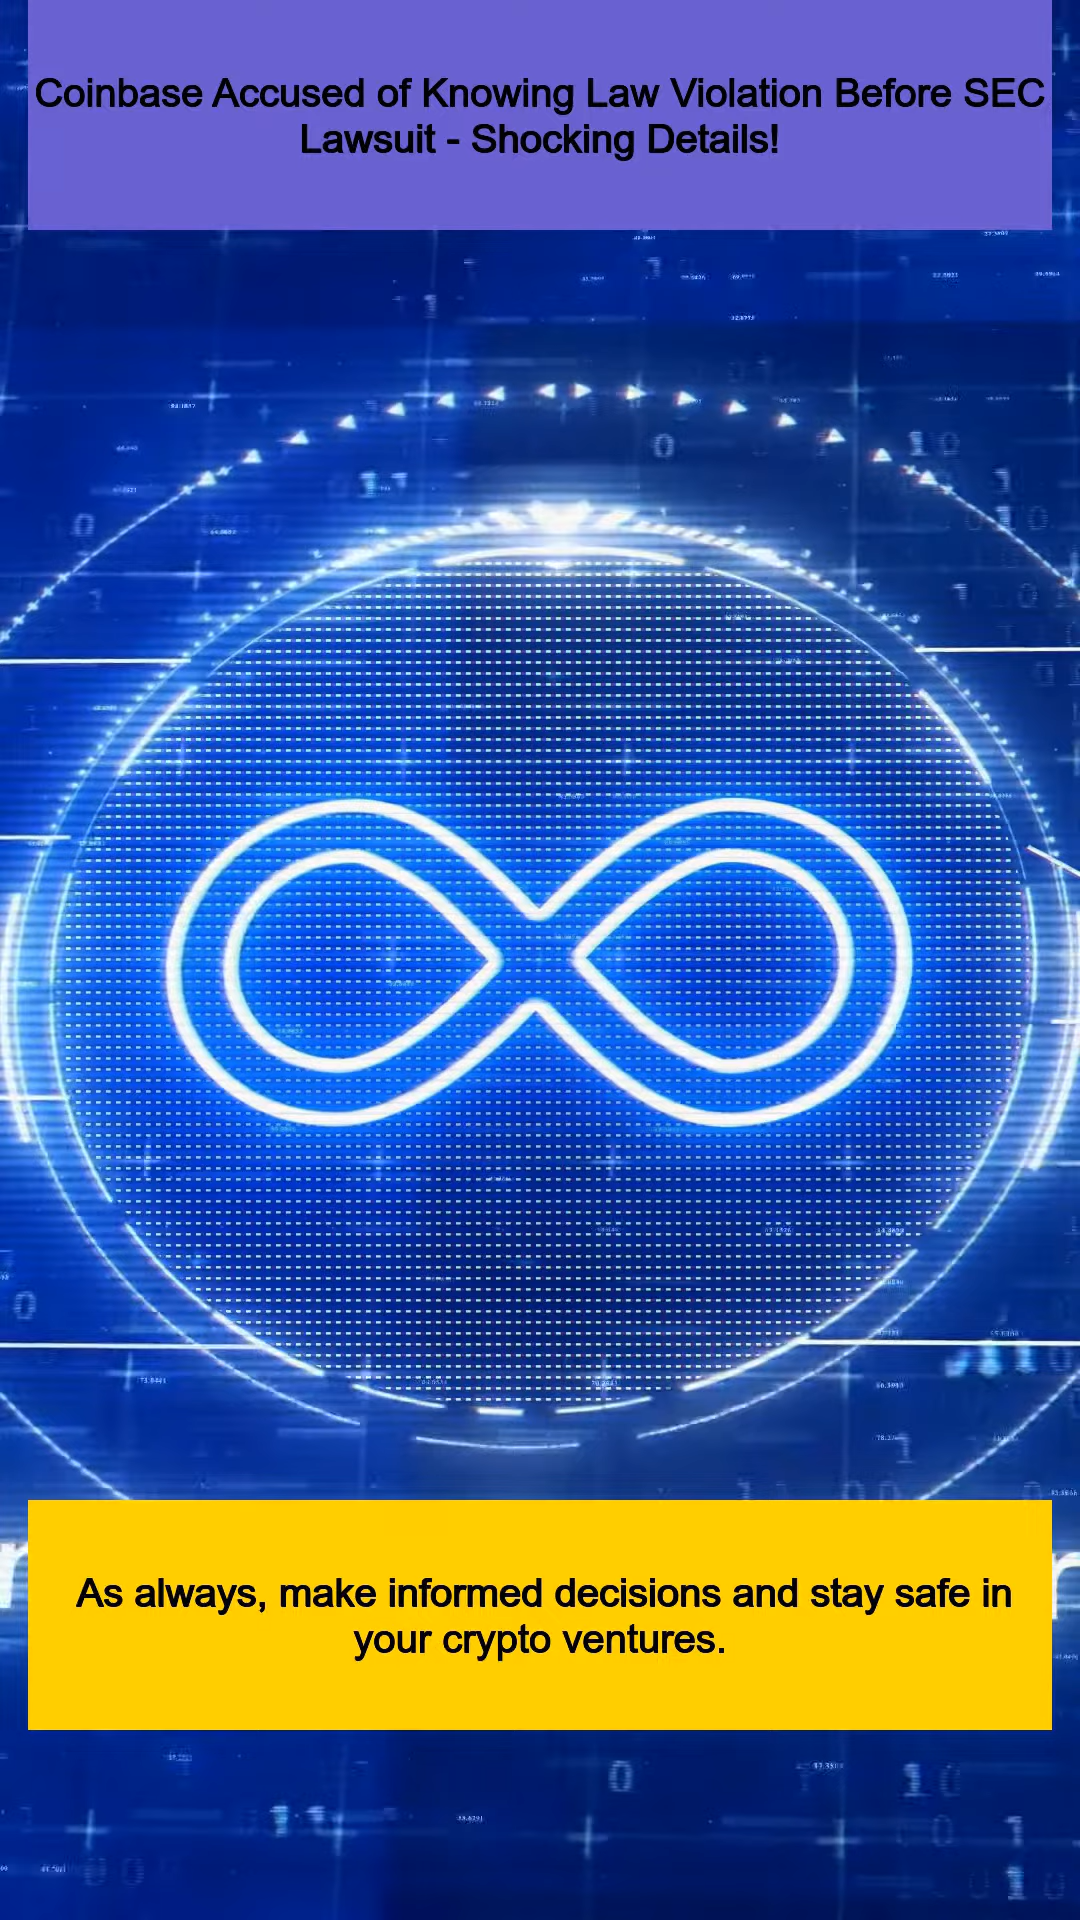 Coinbase Accused of Knowing Law Violation Before SEC
Lawsuit - Shocking Details!
As always, make informed decisions and stay safe in
your crypto ventures.